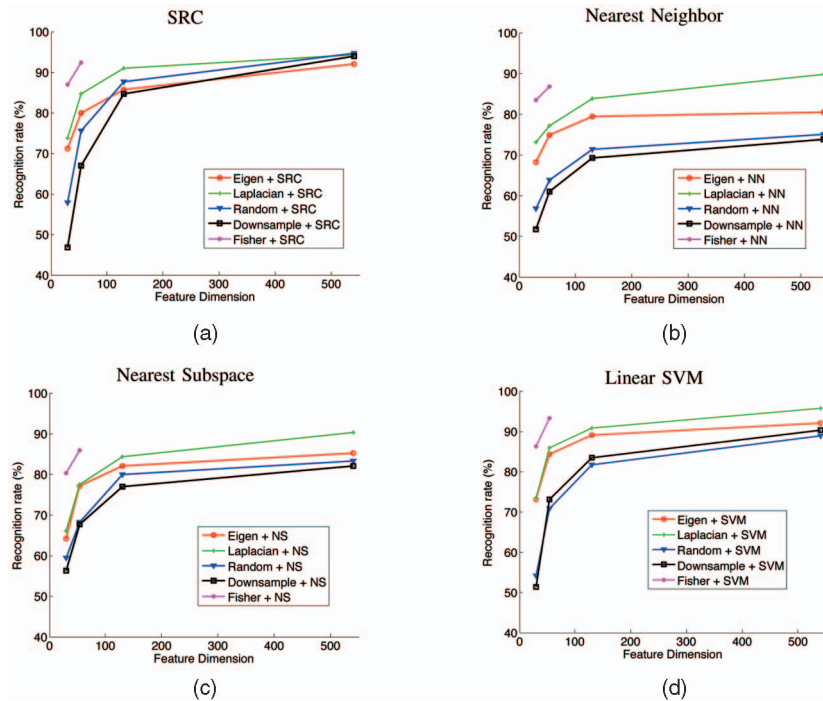 SRC
100
90
80
70
60
50
40
0
100
200
300
400
500
Recognition rate (%)
Feature Dimension
Eigen + SRC
Laplacian + SRC
Random + SRC
Downsample + SRC
Fisher + SRC
(a)
Nearest Neighbor
100
90
80
70
60
50
40
0
100
200
300
400
500
Recognition rate (%)
Feature Dimension
Eigen + NN
Laplacian + NN
Random + NN
Downsample + NN
Fisher + NN
(b)
Nearest Subspace
100
90
80
70
60
50
40
0
100
200
300
400
500
Recognition rate (%)
Feature Dimension
Eigen + NS
Laplacian + NS
Random + NS
Downsample + NS
Fisher + NS
(c)
Linear SVM
100
90
80
70
60
50
40
0
100
200
300
400
500
Recognition rate (%)
Feature Dimension
Eigen + SVM
Laplacian + SVM
Random + SVM
Downsample + SVM
Fisher + SVM
(d)